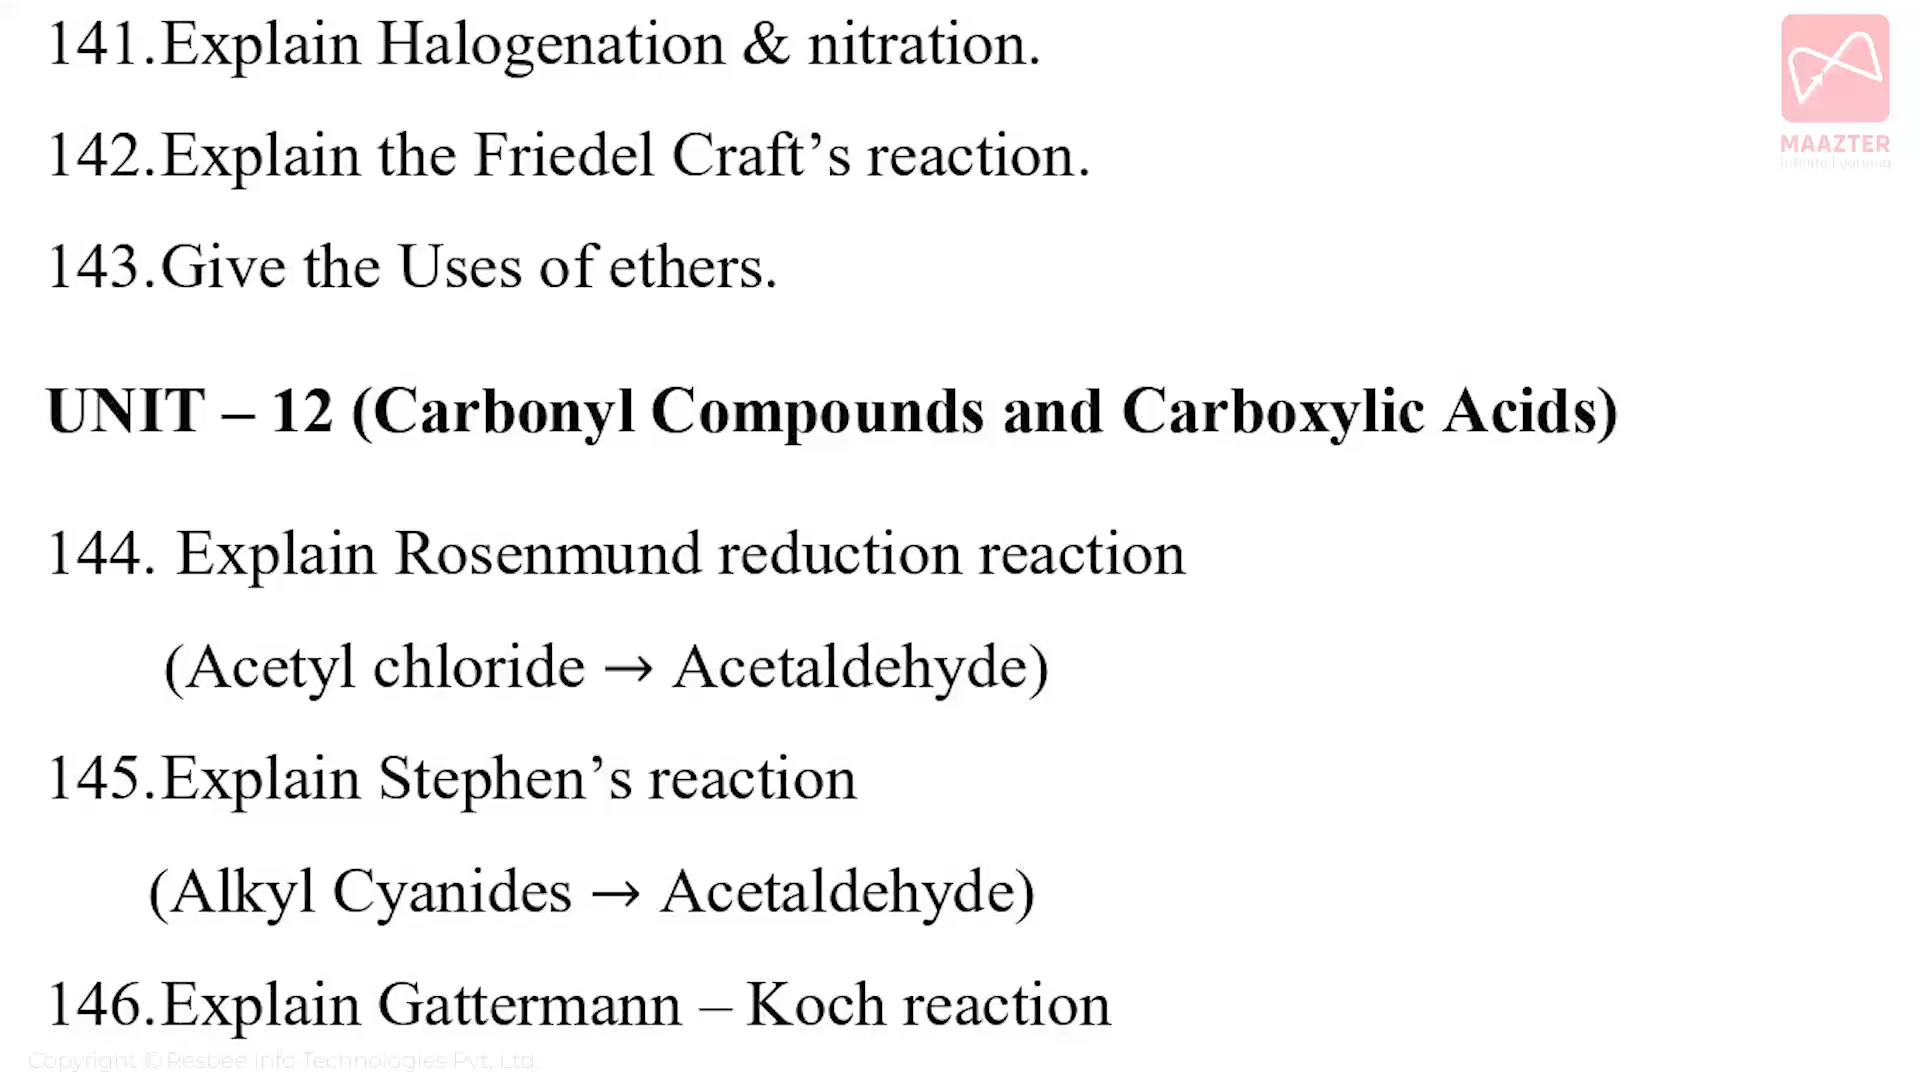 141.Explain Halogenation & nitration.
142.Explain the Friedel Craft’s reaction.
143.Give the Uses of ethers.
UNIT – 12 (Carbonyl Compounds and Carboxylic Acids)
144. Explain Rosenmund reduction reaction
(Acetyl chloride → Acetaldehyde)
145.Explain Stephen’s reaction
(Alkyl Cyanides → Acetaldehyde)
146.Explain Gattermann – Koch reaction
MAAZTER
Infinite Learning
Copyright © Resbee Info Technologies Pvt. Ltd.